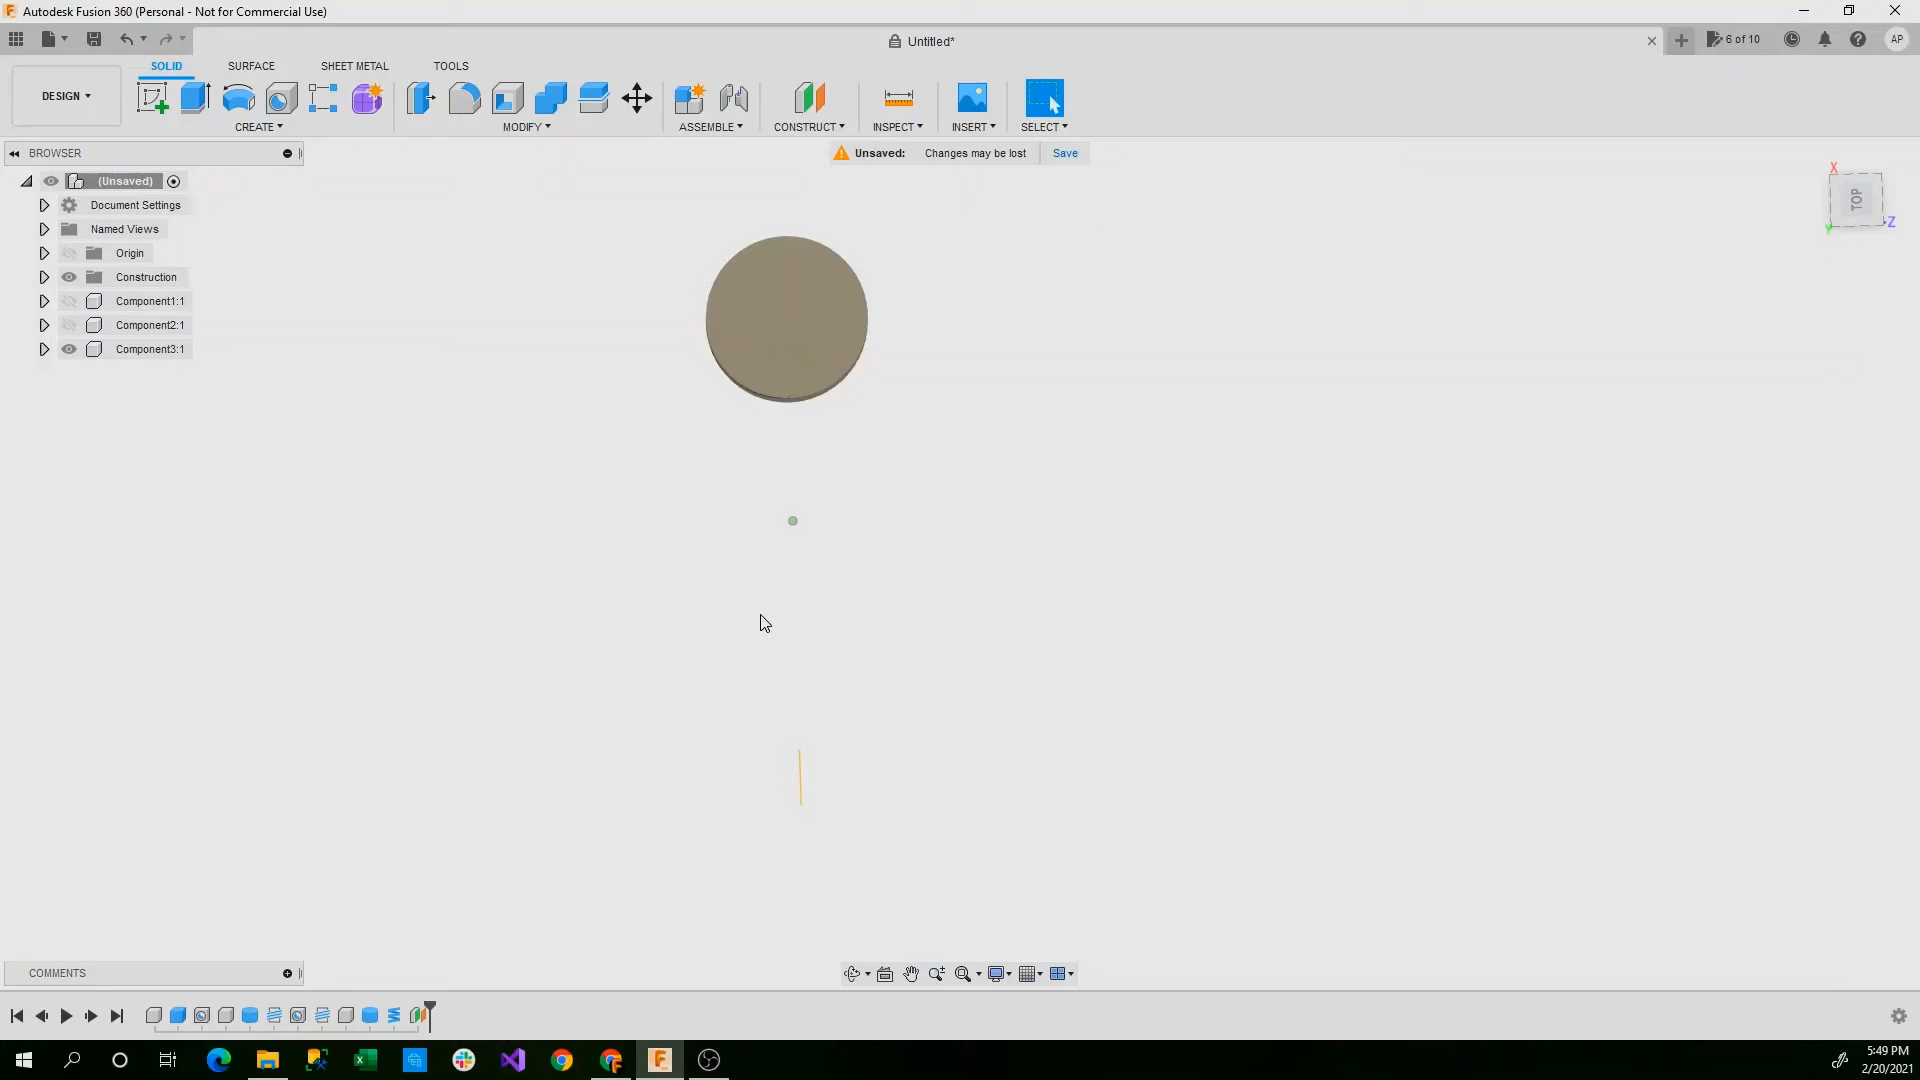 Autodesk Fusion 360 (Personal - Not for Commercial Use)
Untitled*
6 of 10
AP
SOLID
SURFACE
SHEET METAL
TOOLS
DESIGN
CREATE
MODIFY
ASSEMBLE
CONSTRUCT
INSPECT
INSERT
SELECT
BROWSER
Unsaved: Changes may be lost
Save
(Unsaved)
Document Settings
Named Views
Origin
Construction
Component1:1
Component2:1
Component3:1
X
TOP
Z
COMMENTS
5:49 PM
2/20/2021